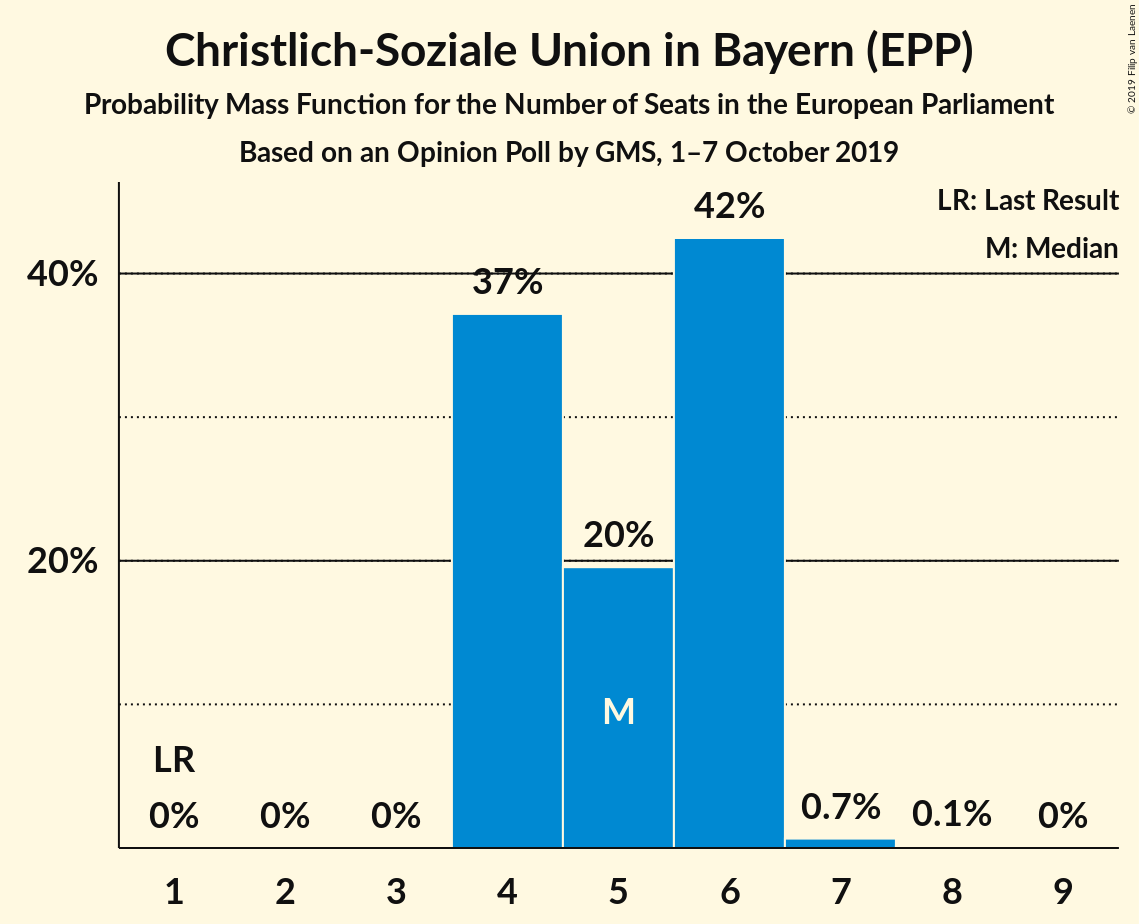 Christlich-Soziale Union in Bayern (EPP)
Probability Mass Function for the Number of Seats in the European Parliament
Based on an Opinion Poll by GMS, 1–7 October 2019
© 2019 Filip van Laenen
LR: Last Result
M: Median
42%
40%
37%
20%
20%
M
LR
0%
0%
0%
0.7%
0.1%
0%
1 2 3 4 5 6 7 8 9